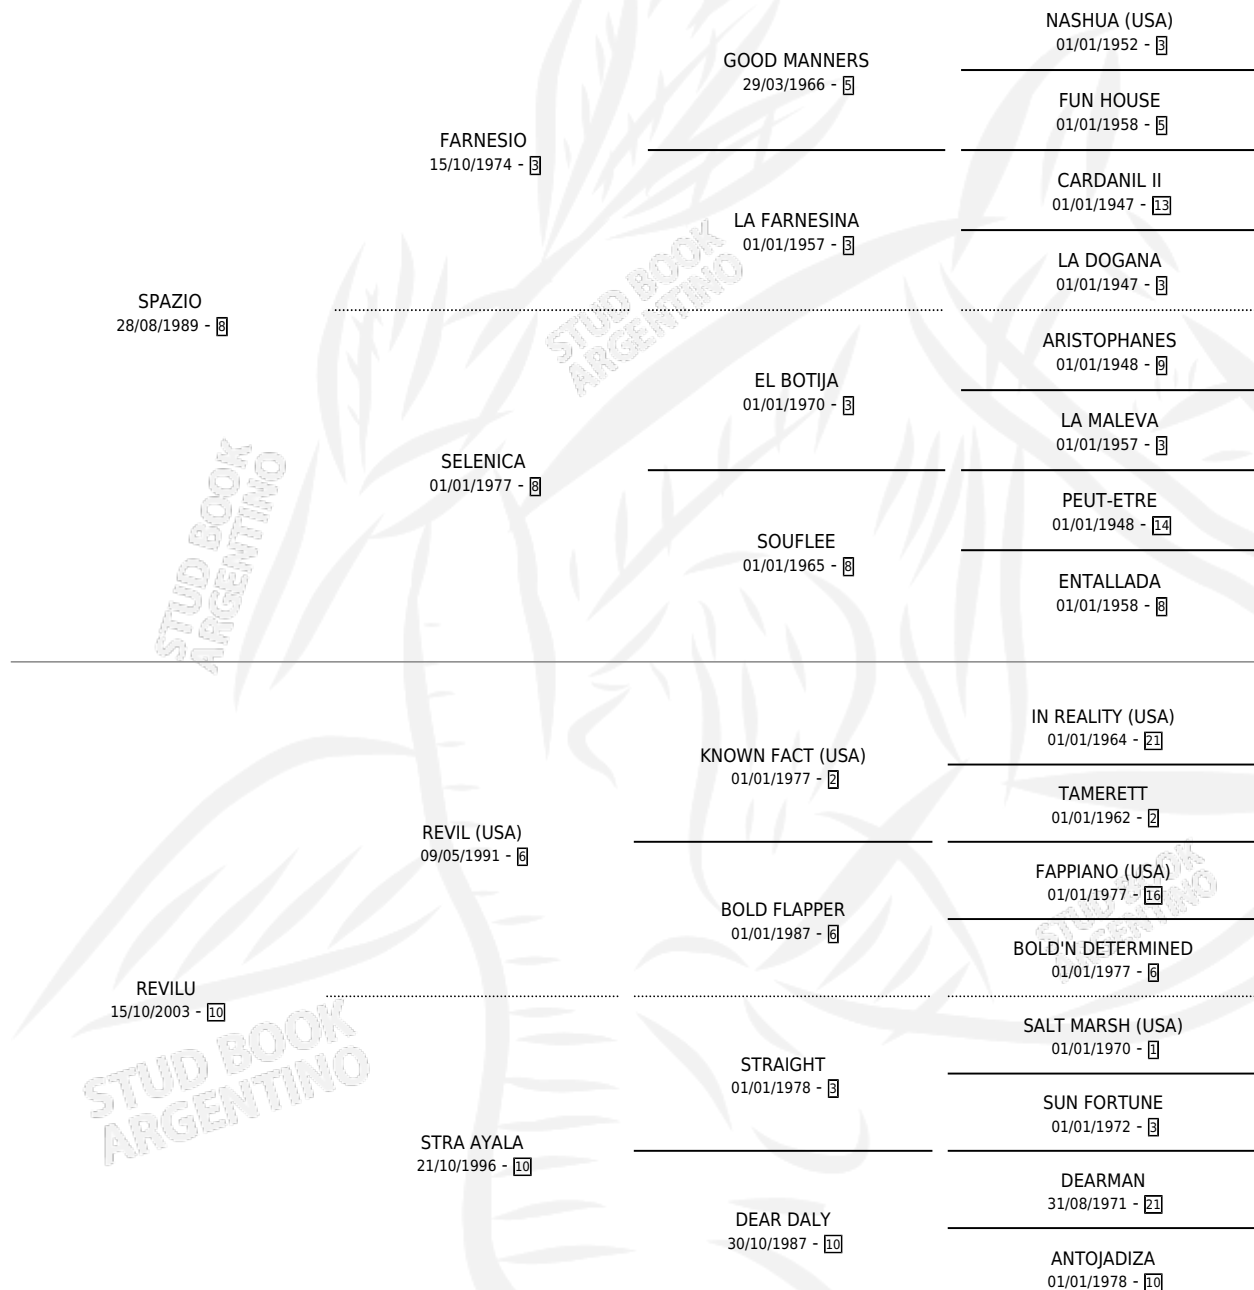 NASHUA (USA)
01/01/1952 - 3
GOOD MANNERS
29/03/1966 - 5
FUN HOUSE
01/01/1958 - 5
FARNESIO
15/10/1974 - 3
CARDANIL II
01/01/1947 - 13
LA FARNESINA
01/01/1957 - 3
LA DOGANA
01/01/1947 - 3
SPAZIO
28/08/1989 - 8
STUD BOOK
ARGENTINO
ARISTOPHANES
01/01/1948 - 9
EL BOTIJA
01/01/1970 - 3
LA MALEVA
01/01/1957 - 3
SELENICA
01/01/1977 - 8
PEUT-ETRE
01/01/1948 - 14
SOUFLEE
01/01/1965 - 8
ENTALLADA
01/01/1958 - 8
STUD BOOK
ARGENTINO
IN REALITY (USA)
01/01/1964 - 21
KNOWN FACT (USA)
01/01/1977 - 2
TAMERETT
01/01/1962 - 2
REVIL (USA)
09/05/1991 - 6
FAPPIANO (USA)
01/01/1977 - 16
BOLD FLAPPER
01/01/1987 - 6
BOLD'N DETERMINED
01/01/1977 - 6
STUD BOOK
ARGENTINO
REVILU
15/10/2003 - 10
SALT MARSH (USA)
01/01/1970 - 1
STRAIGHT
01/01/1978 - 3
SUN FORTUNE
01/01/1972 - 3
STUD BOOK
ARGENTINO
STRA AYALA
21/10/1996 - 10
DEARMAN
31/08/1971 - 21
DEAR DALY
30/10/1987 - 10
ANTOJADIZA
01/01/1978 - 10